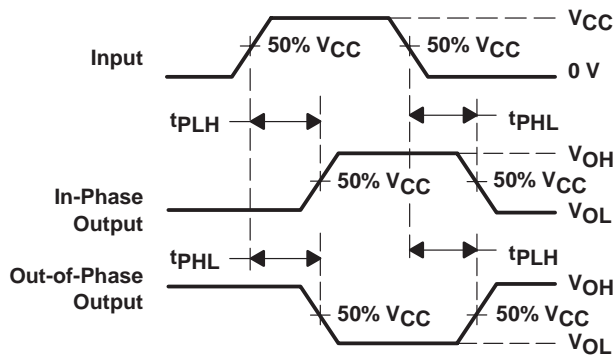 VCC
50% VCC
50% VCC
Input
0 V
tPLH
tPHL
VOH
50% VCC
50% VCC
In-Phase
Output
VOL
tPHL
tPLH
Out-of-Phase
Output
VOH
50% VCC
50% VCC
VOL